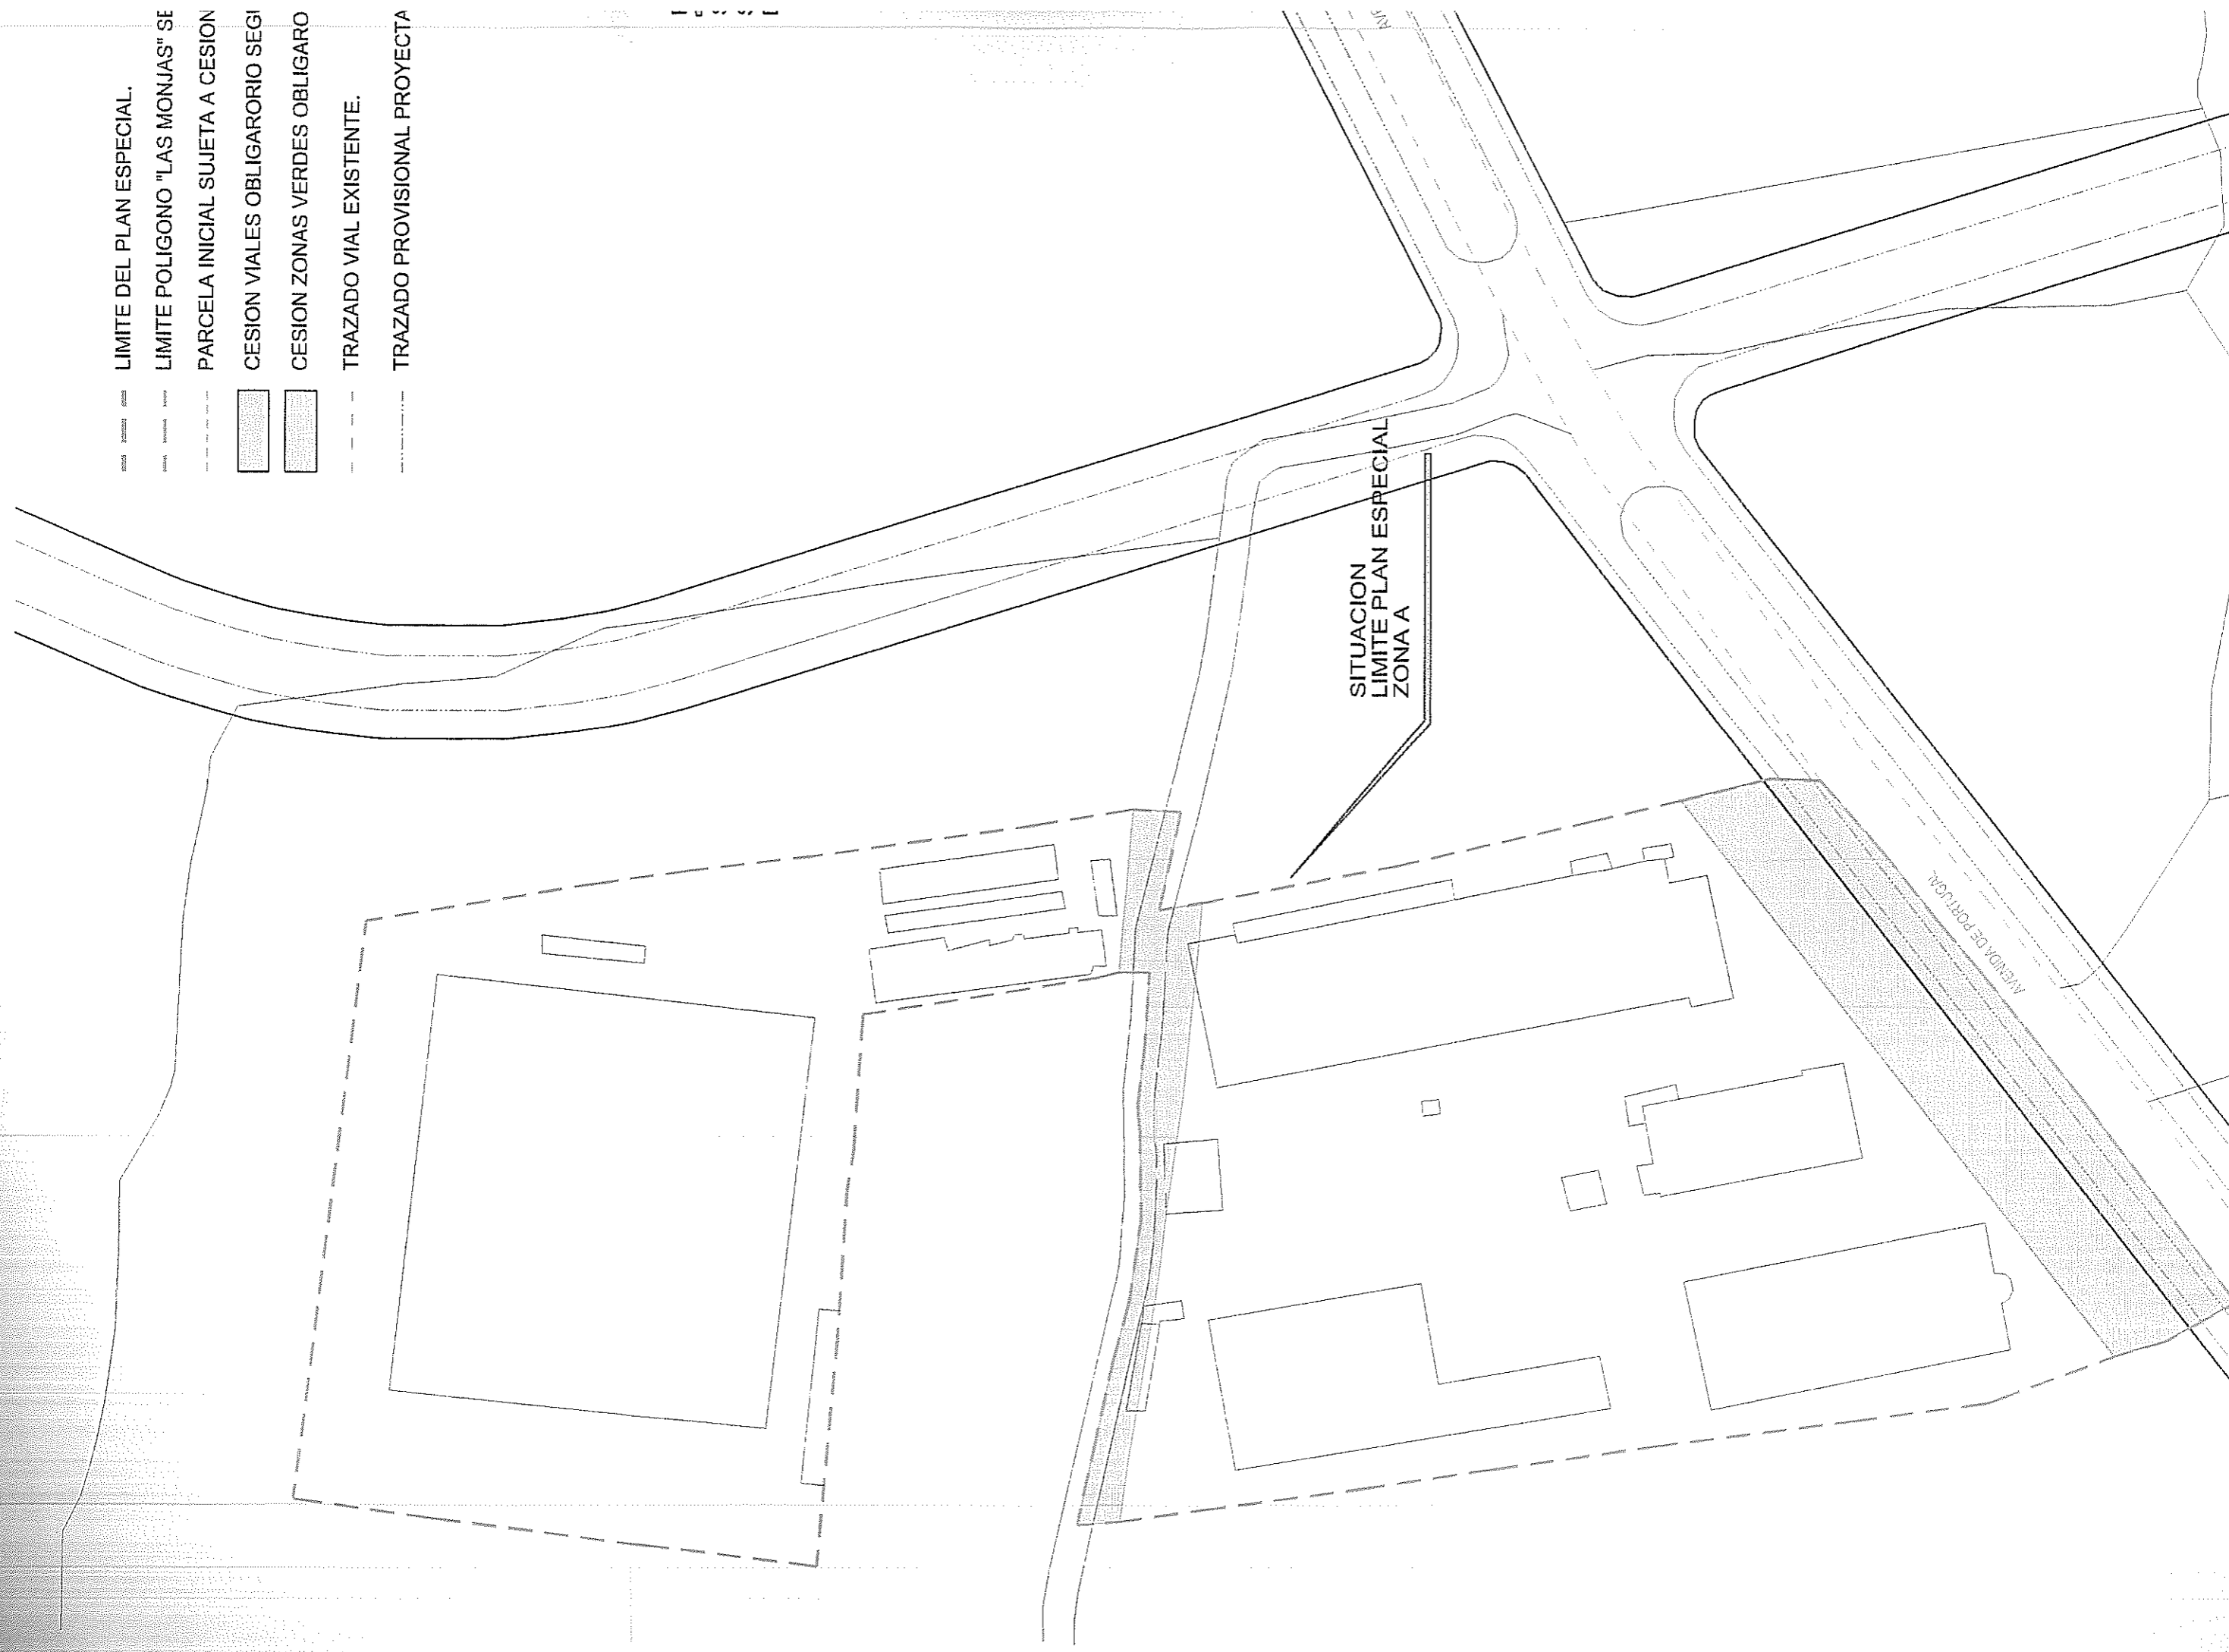 LIMITE DEL PLAN ESPECIAL.
LIMITE POLIGONO "LAS MONJAS" SE
PARCELA INICIAL SUJETA A CESION
CESION VIALES OBLIGARORIO SEG
CESION ZONAS VERDES OBLIGARO
TRAZADO VIAL EXISTENTE.
TRAZADO PROVISIONAL PROYECTA
SITUACION
LIMITE PLAN ESPECIAL
ZONA A
AVENIDA DE PORTUGAL